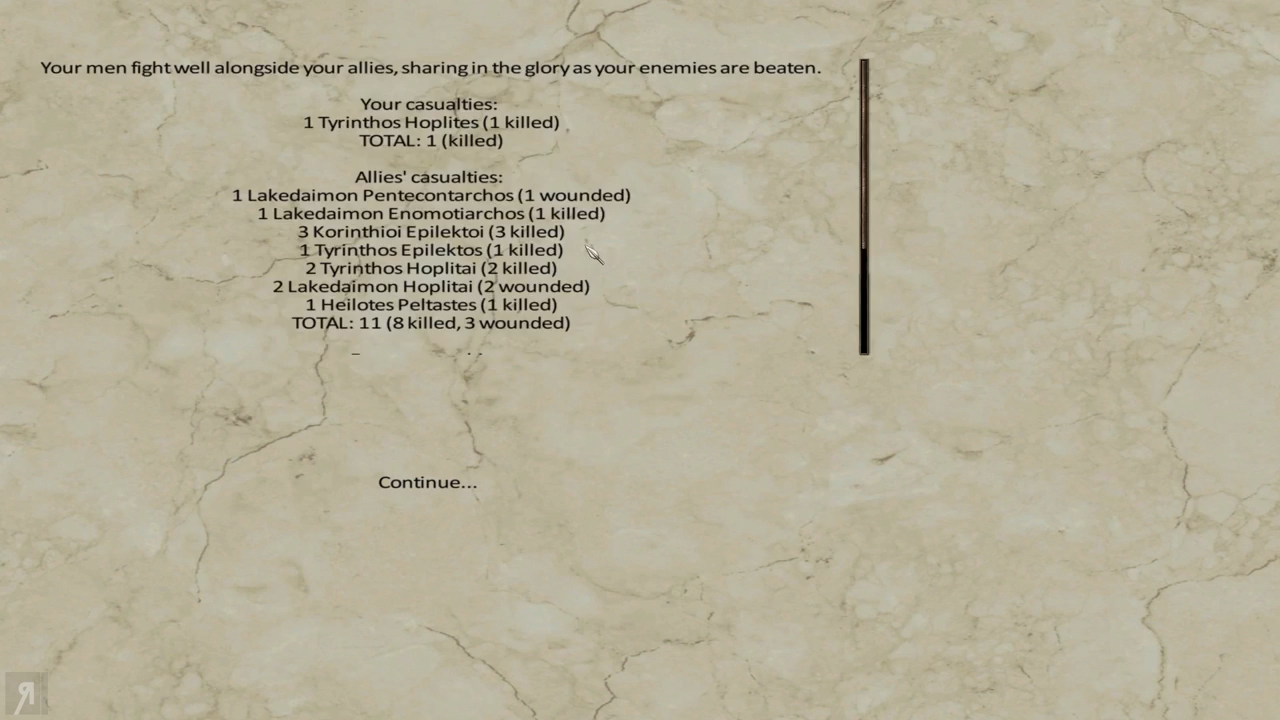 Your men fight well alongside your allies, sharing in the glory as your enemies are beaten.
Your casualties:
1 Tyrinthos Hoplites (1 killed)
TOTAL: 1 (killed)
Allies' casualties:
1 Lakedaimon Pentecontarchos (1 wounded)
1 Lakedaimon Enomotiarchos (1 killed)
3 Korinthioi Epilektoi (3 killed)
1 Tyrinthos Epilektos (1 killed)
2 Tyrinthos Hoplitai (2 killed)
2 Lakedaimon Hoplitai (2 wounded)
1 Heilotes Peltastes (1 killed)
TOTAL: 11 (8 killed, 3 wounded)
Continue...